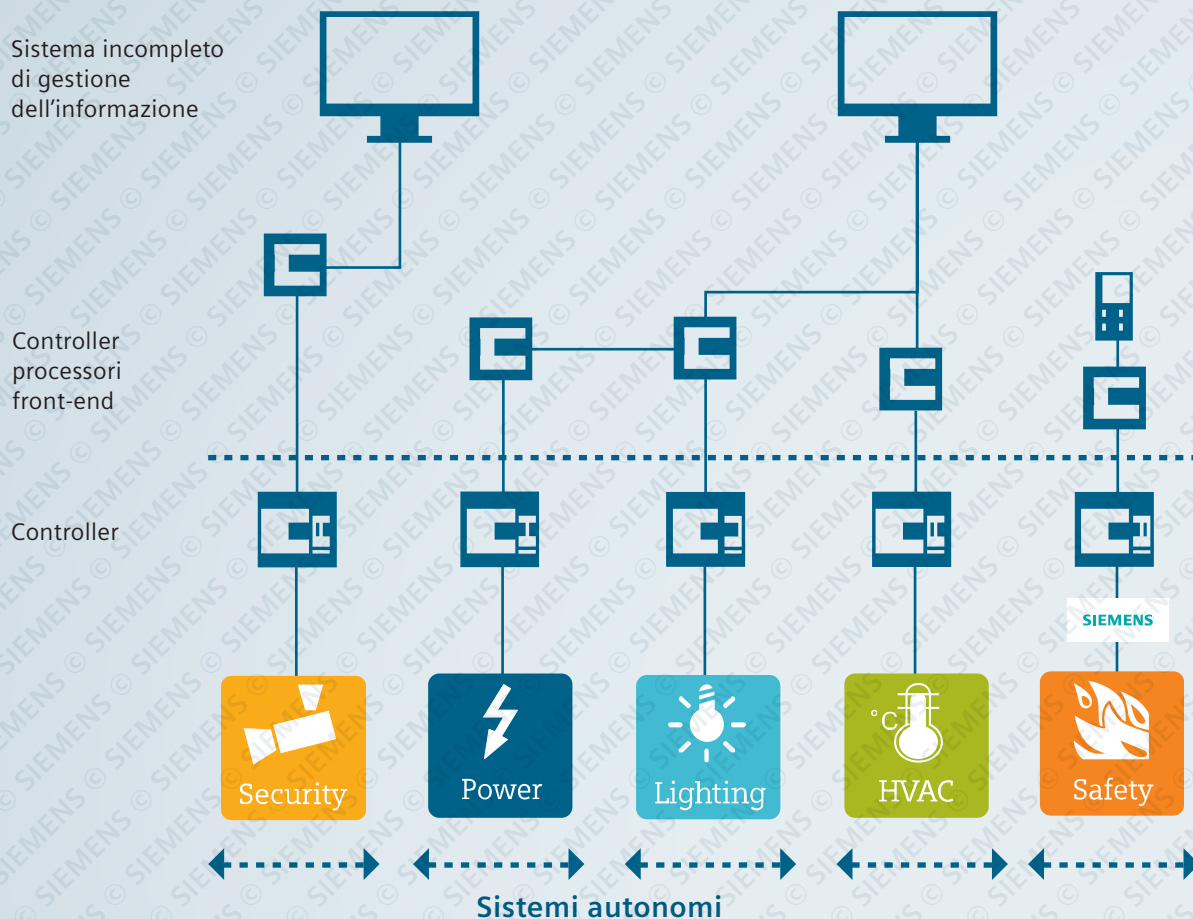 Sistema incompleto
di gestione
dell'informazione
Controller
processori
front-end
Controller
SIEMENS
Security
Power
Lighting
°C
HVAC
Safety
Sistemi autonomi
© SIEMENS